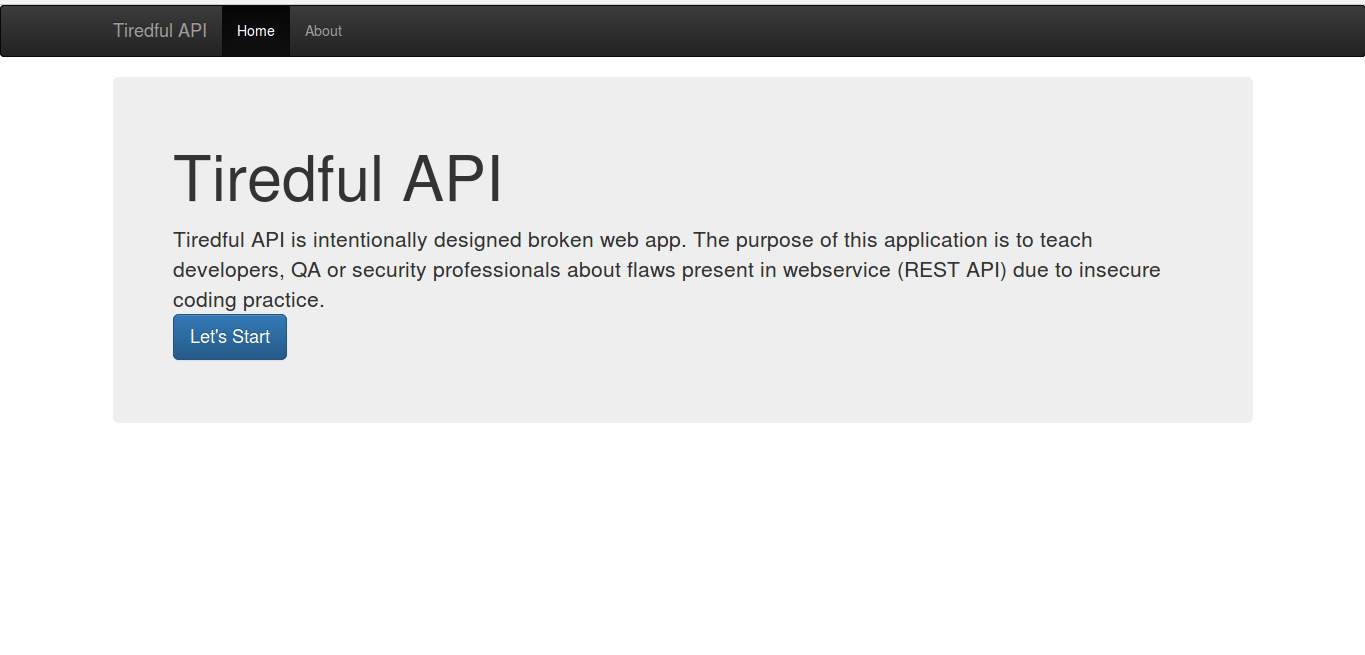 Tiredful API Home About
Tiredful API
Tiredful API is intentionally designed broken web app. The purpose of this application is to teach
developers, QA or security professionals about flaws present in webservice (REST API) due to insecure
coding practice.
Let's Start